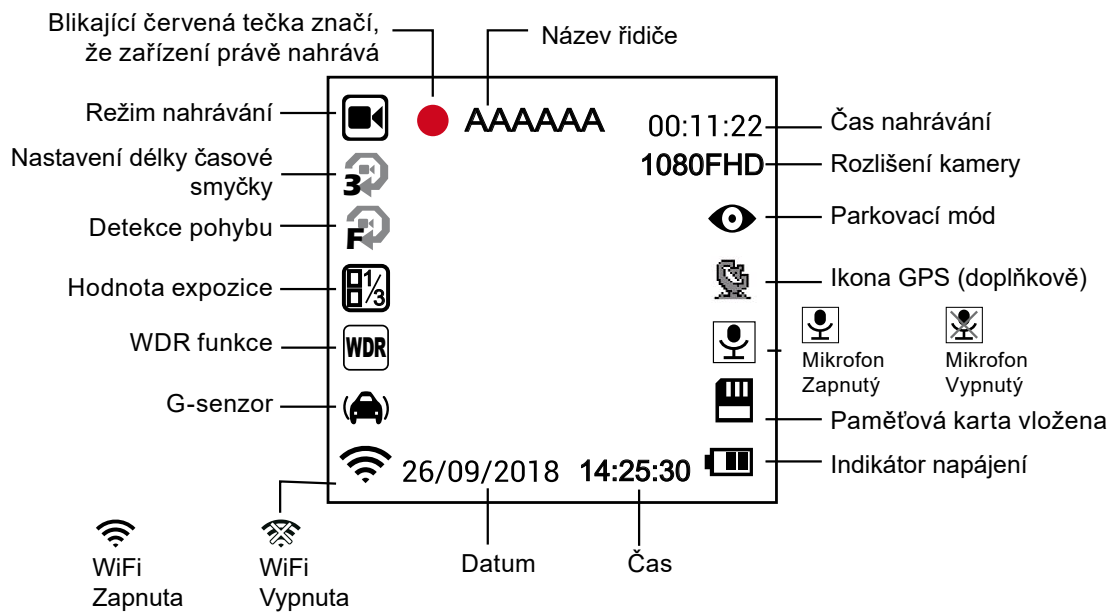 Blikající červená tečka značí,
že zařízení právě nahrává
Název řidiče
Režim nahrávání
AAAAAA
00:11:22
Čas nahrávání
Nastavení délky časové
smyčky
3
1080FHD
Rozlišení kamery
Detekce pohybu
F
Parkovací mód
Hodnota expozice
1/3
Ikona GPS (doplňkově)
WDR funkce
WDR
Mikrofon
Zapnutý
Mikrofon
Vypnutý
G-senzor
Paměťová karta vložena
26/09/2018
14:25:30
Indikátor napájení
WiFi
Zapnuta
WiFi
Vypnuta
Datum
Čas